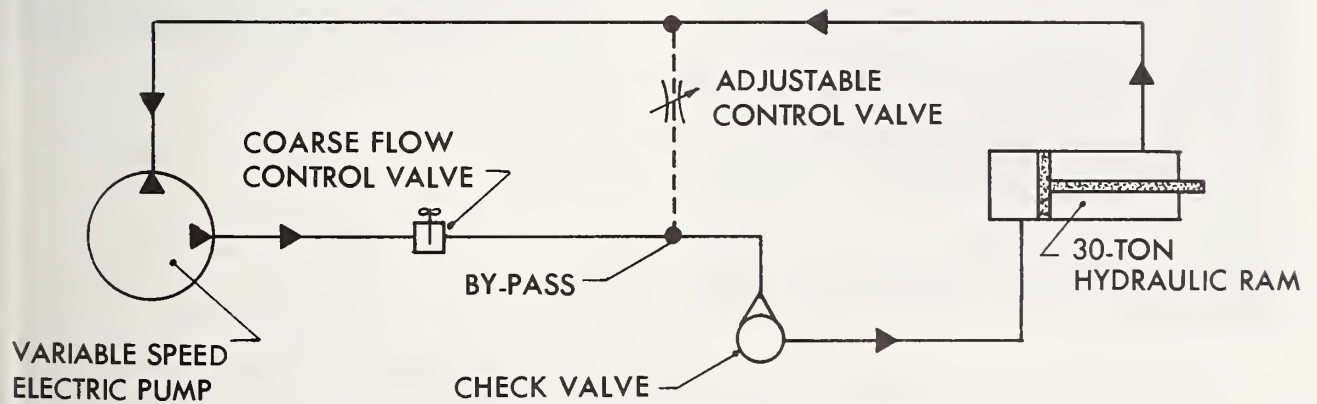 ADJUSTABLE
CONTROL VALVE
COARSE FLOW
CONTROL VALVE
BY-PASS
30-TON
HYDRAULIC RAM
VARIABLE SPEED
ELECTRIC PUMP
CHECK VALVE